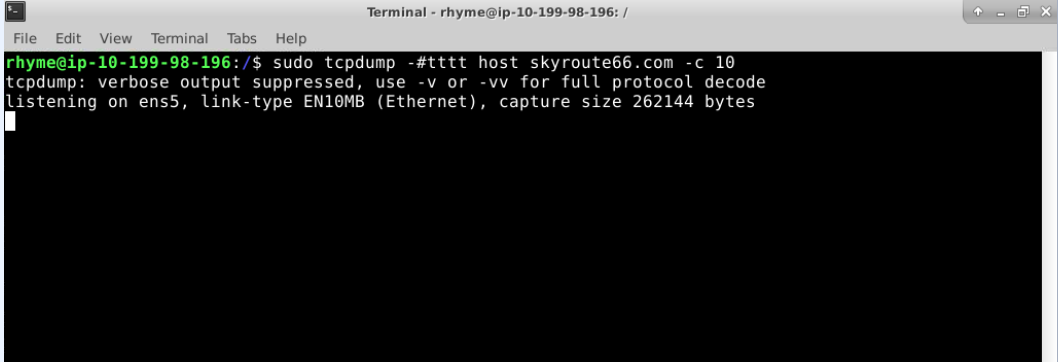 Terminal - rhyme@ip-10-199-98-196: /
File Edit View Terminal Tabs Help
rhyme@ip-10-199-98-196:/$ sudo tcpdump -#tttt host skyroute66.com -c 10
tcpdump: verbose output suppressed, use -v or -vv for full protocol decode
listening on ens5, link-type EN10MB (Ethernet), capture size 262144 bytes